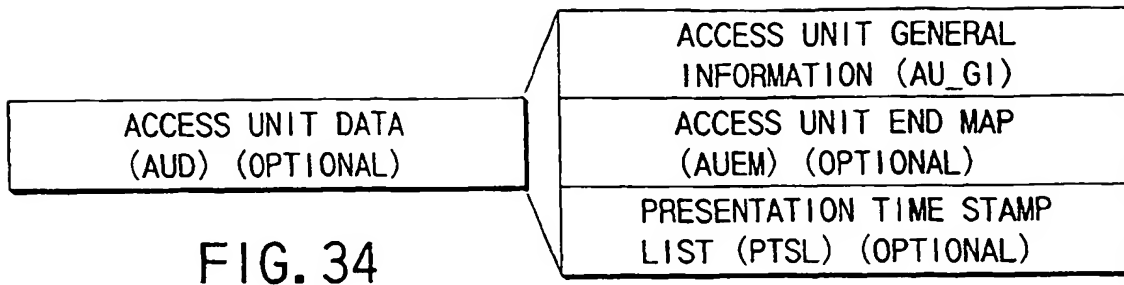 ACCESS UNIT DATA
(AUD) (OPTIONAL)
ACCESS UNIT GENERAL
INFORMATION (AU_GI)
ACCESS UNIT END MAP
(AUEM) (OPTIONAL)
PRESENTATION TIME STAMP
LIST (PTSL) (OPTIONAL)
FIG. 34